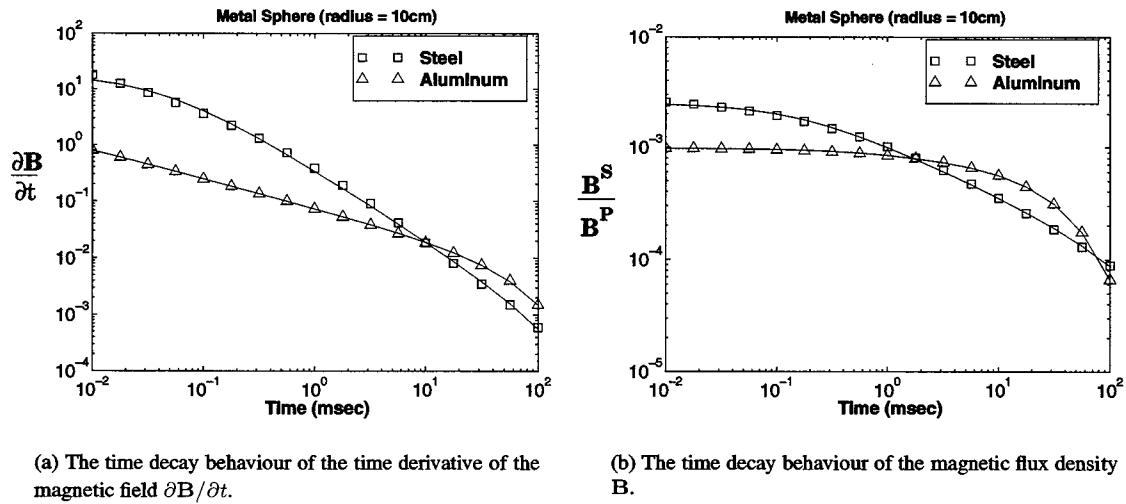 Metal Sphere (radius = 10cm)
10^2
10^1
10^0
10^-1
10^-2
10^-3
10^-4
∂B
∂t
Steel
Aluminum
10^-2 10^-1 10^0 10^1 10^2
Time (msec)
(a) The time decay behaviour of the time derivative of the
magnetic field ∂B/∂t.
Metal Sphere (radius = 10cm)
10^-2
10^-3
10^-4
10^-5
B^S
B^P
Steel
Aluminum
10^-2 10^-1 10^0 10^1 10^2
Time (msec)
(b) The time decay behaviour of the magnetic flux density
B.